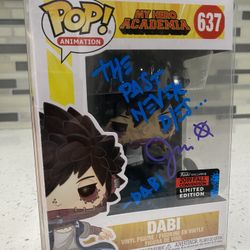 POP!
ANIMATION
MY HERO
ACADEMIA
637
THE
PAST
NEVER
DIES...
DABI
2019 FALL
CONVENTION
LIMITED
EDITION
DABI
VINYL FIGURE